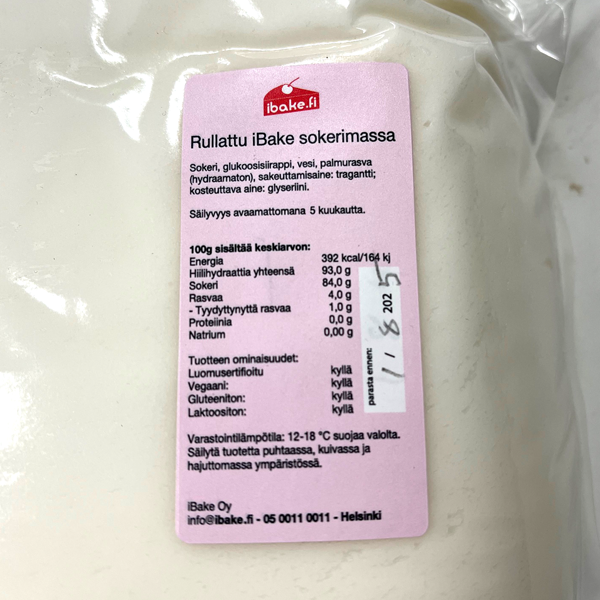 ibake.fi
Rullattu iBake sokerimassa
Sokeri, glukoosisiirappi, vesi, palmurasva
(hydraamaton), sakeuttamisaine: tragantti;
kosteuttava aine: glyseriini.
Säilyvyys avaamattomana 5 kuukautta.
100g sisältää keskiarvon:
Energia 392 kcal/164 kj
Hiilihydraattia yhteensä 93,0 g
Sokeri 84,0 g
Rasvaa 4,0 g
- Tyydyttynyttä rasvaa 1,0 g
Proteiinia 0,0 g
Natrium 0,00 g
parasta ennen: 1 . 8 2025
Tuotteen ominaisuudet:
Luomusertifioitu kyllä
Vegaani: kyllä
Gluteeniton: kyllä
Laktoositon: kyllä
Varastointilämpötila: 12-18 °C suojaa valolta.
Säilytä tuotetta puhtaassa, kuivassa ja
hajuttomassa ympäristössä.
iBake Oy
info@ibake.fi - 05 0011 0011 - Helsinki